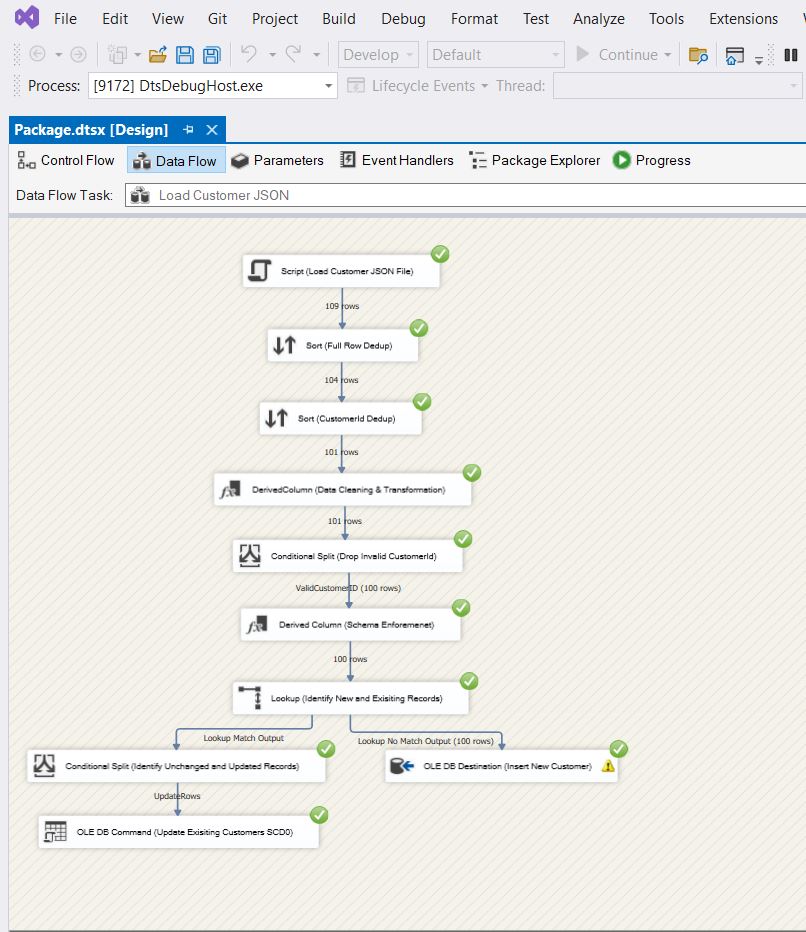 File Edit View Git Project Build Debug Format Test Analyze Tools Extensions
Develop Default Continue
Process: [9172] DtsDebugHost.exe Lifecycle Events Thread:
Package.dtsx [Design]
Control Flow Data Flow Parameters Event Handlers Package Explorer Progress
Data Flow Task: Load Customer JSON
Script (Load Customer JSON File)
109 rows
Sort (Full Row Dedup)
104 rows
Sort (CustomerId Dedup)
101 rows
DerivedColumn (Data Cleaning & Transformation)
101 rows
Conditional Split (Drop Invalid CustomerId)
ValidCustomerID (100 rows)
Derived Column (Schema Enforemenet)
100 rows
Lookup (Identify New and Exisiting Records)
Lookup Match Output
Lookup No Match Output (100 rows)
Conditional Split (Identify Unchanged and Updated Records)
OLE DB Destination (Insert New Customer)
UpdateRows
OLE DB Command (Update Exisiting Customers SCD0)